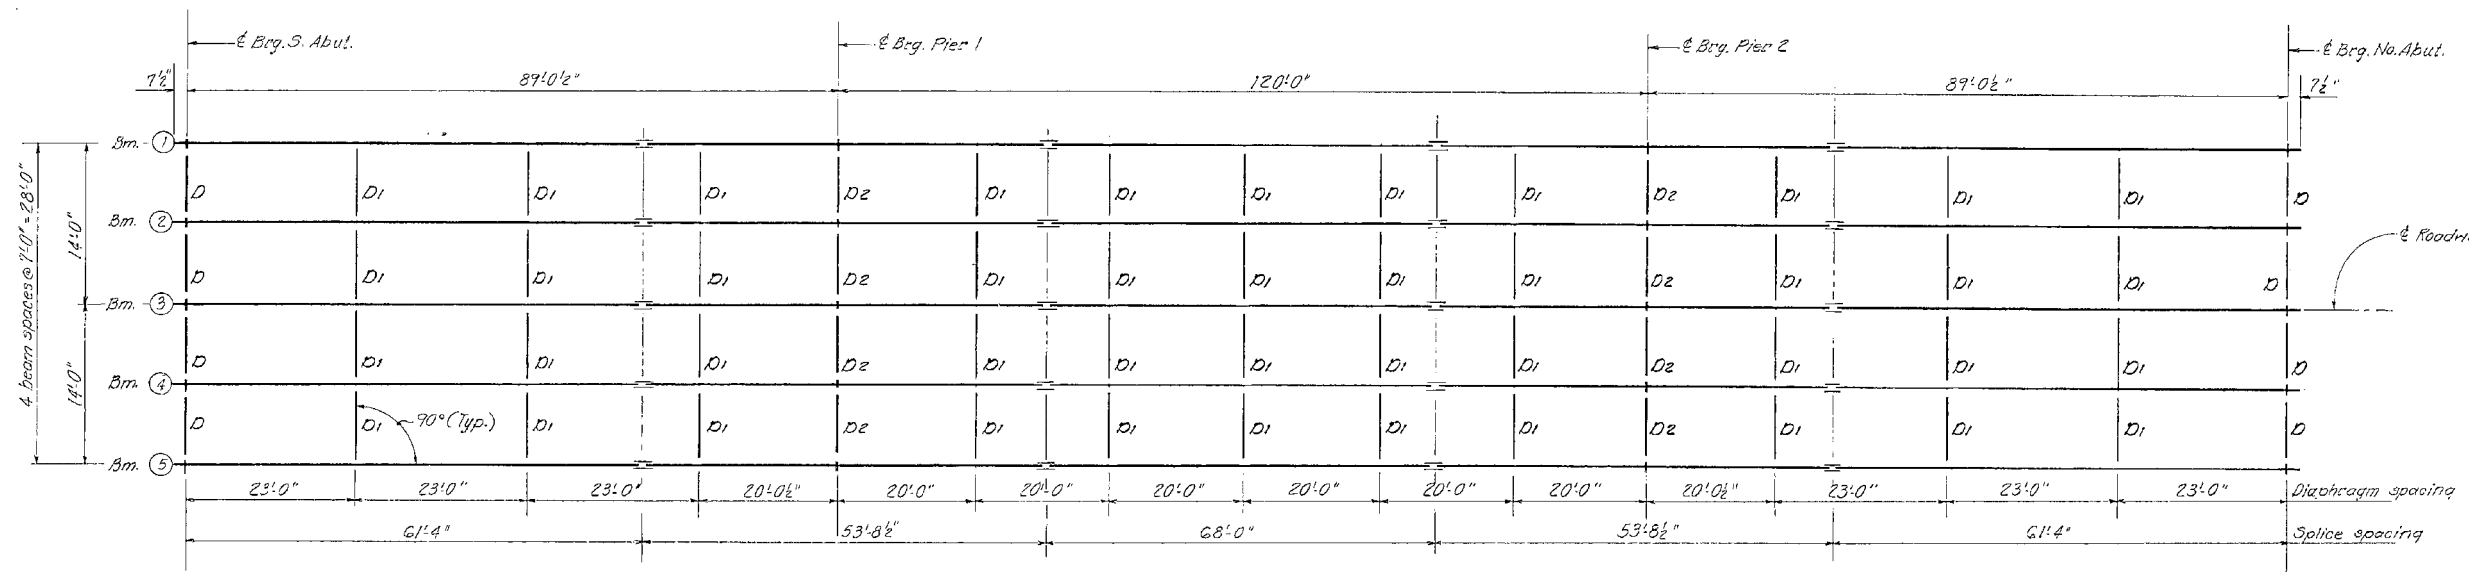 ℄ Brg. S. Abut.
℄ Brg. Pier 1
℄ Brg. Pier 2
℄ Brg. No. Abut.
7½"
89'-0½"
120'-0"
89'-0½"
7½"
4 beam spaces @ 7'-0" = 28'-0"
14'-0"
14'-0"
Bm. 1
D D1 D1 D1 D2 D1 D1 D1 D1 D1 D2 D1 D1 D1 D
Bm. 2
℄
D D1 D1 D1 D2 D1 D1 D1 D1 D1 D2 D1 D1 D1 D
Bm. 3
D D1 D1 D1 D2 D1 D1 D1 D1 D1 D2 D1 D1 D1 D
Bm. 4
D D1 90° (Typ.) D1 D1 D2 D1 D1 D1 D1 D1 D2 D1 D1 D1 D
Bm. 5
23'-0" 23'-0" 23'-0" 20'-0½" 20'-0" 20'-0" 20'-0" 20'-0" 20'-0" 20'-0" 20'-0½" 23'-0" 23'-0" 23'-0" Diaphragm spacing
61'-4" 53'-8½" 68'-0" 53'-8½" 61'-4" Splice spacing